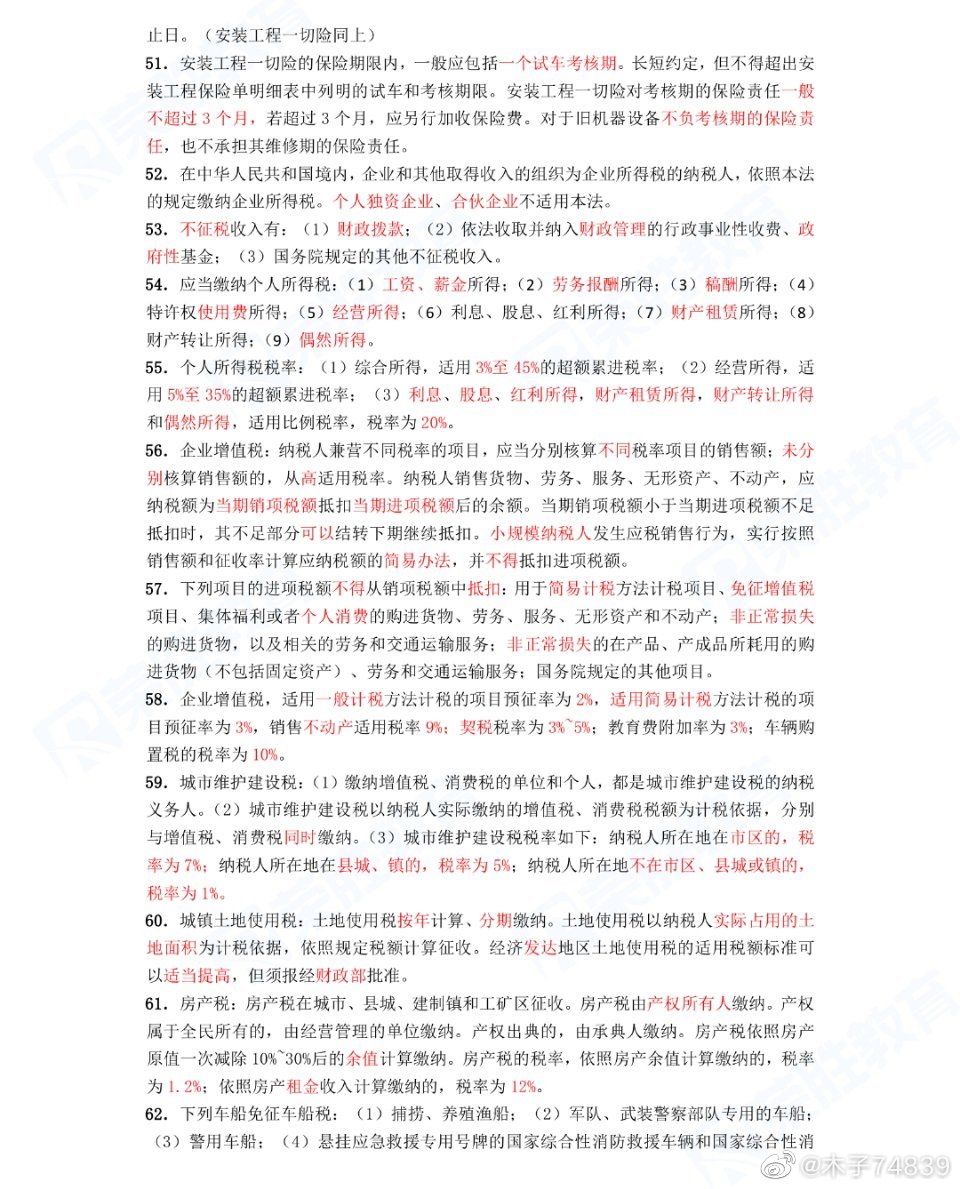 止日。（安装工程一切险同上）
51．安装工程一切险的保险期限内，一般应包括一个试车考核期。长短约定，但不得超出安
装工程保险单明细表中列明的试车和考核期限。安装工程一切险对考核期的保险责任一般
不超过 3 个月，若超过 3 个月，应另行加收保险费。对于旧机器设备不负考核期的保险责
任，也不承担其维修期的保险责任。
52．在中华人民共和国境内，企业和其他取得收入的组织为企业所得税的纳税人，依照本法
的规定缴纳企业所得税。个人独资企业、合伙企业不适用本法。
53．不征税收入有：（1）财政拨款；（2）依法收取并纳入财政管理的行政事业性收费、政
府性基金；（3）国务院规定的其他不征税收入。
54．应当缴纳个人所得税：（1）工资、薪金所得；（2）劳务报酬所得；（3）稿酬所得；（4）
特许权使用费所得；（5）经营所得；（6）利息、股息、红利所得；（7）财产租赁所得；（8）
财产转让所得；（9）偶然所得。
55．个人所得税税率：（1）综合所得，适用 3%至 45%的超额累进税率；（2）经营所得，适
用 5%至 35%的超额累进税率；（3）利息、股息、红利所得，财产租赁所得，财产转让所得
和偶然所得，适用比例税率，税率为 20%。
56．企业增值税：纳税人兼营不同税率的项目，应当分别核算不同税率项目的销售额；未分
别核算销售额的，从高适用税率。纳税人销售货物、劳务、服务、无形资产、不动产，应
纳税额为当期销项税额抵扣当期进项税额后的余额。当期销项税额小于当期进项税额不足
抵扣时，其不足部分可以结转下期继续抵扣。小规模纳税人发生应税销售行为，实行按照
销售额和征收率计算应纳税额的简易办法，并不得抵扣进项税额。
57．下列项目的进项税额不得从销项税额中抵扣：用于简易计税方法计税项目、免征增值税
项目、集体福利或者个人消费的购进货物、劳务、服务、无形资产和不动产；非正常损失
的购进货物，以及相关的劳务和交通运输服务；非正常损失的在产品、产成品所耗用的购
进货物（不包括固定资产）、劳务和交通运输服务；国务院规定的其他项目。
58．企业增值税，适用一般计税方法计税的项目预征率为 2%，适用简易计税方法计税的项
目预征率为 3%，销售不动产适用税率 9%；契税税率为 3%~5%；教育费附加率为 3%；车辆购
置税的税率为 10%。
59．城市维护建设税：（1）缴纳增值税、消费税的单位和个人，都是城市维护建设税的纳税
义务人。（2）城市维护建设税以纳税人实际缴纳的增值税、消费税税额为计税依据，分别
与增值税、消费税同时缴纳。（3）城市维护建设税税率如下：纳税人所在地在市区的，税
率为 7%；纳税人所在地在县城、镇的，税率为 5%；纳税人所在地不在市区、县城或镇的，
税率为 1%。
60．城镇土地使用税：土地使用税按年计算、分期缴纳。土地使用税以纳税人实际占用的土
地面积为计税依据，依照规定税额计算征收。经济发达地区土地使用税的适用税额标准可
以适当提高，但须报经财政部批准。
61．房产税：房产税在城市、县城、建制镇和工矿区征收。房产税由产权所有人缴纳。产权
属于全民所有的，由经营管理的单位缴纳。产权出典的，由承典人缴纳。房产税依照房产
原值一次减除 10%~30%后的余值计算缴纳。房产税的税率，依照房产余值计算缴纳的，税率
为 1.2%；依照房产租金收入计算缴纳的，税率为 12%。
62．下列车船免征车船税：（1）捕捞、养殖渔船；（2）军队、武装警察部队专用的车船；
（3）警用车船；（4）悬挂应急救援专用号牌的国家综合性消防救援车辆和国家综合性消
@木子74839
荣胜教育